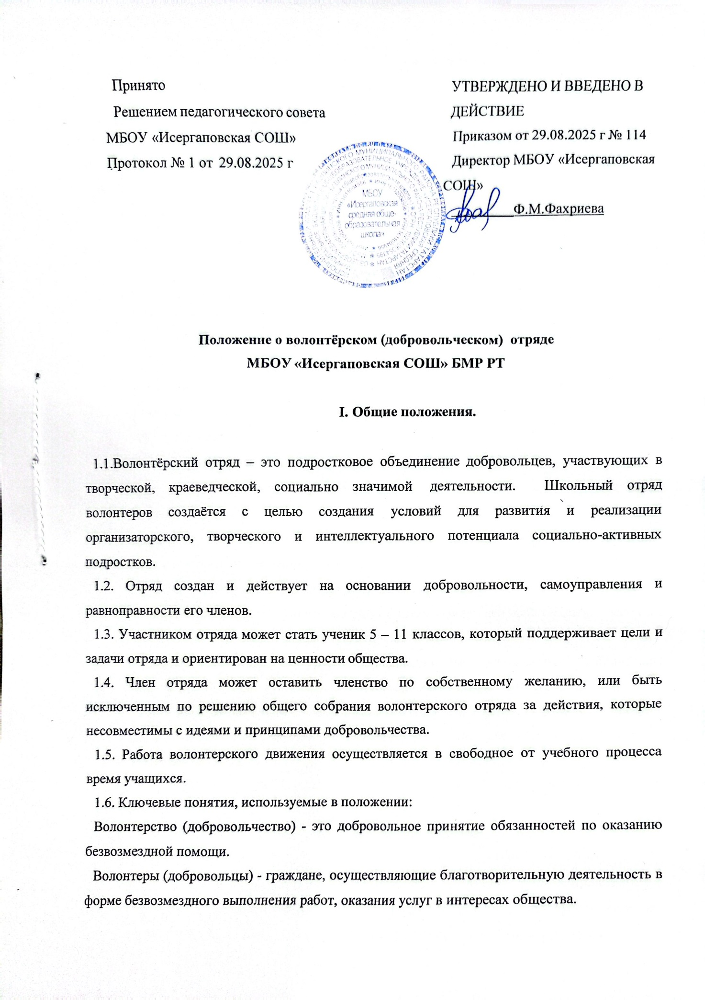 Принято
Решением педагогического совета
МБОУ «Исергаповская СОШ»
Протокол № 1 от 29.08.2025 г
УТВЕРЖДЕНО И ВВЕДЕНО В
ДЕЙСТВИЕ
Приказом от 29.08.2025 г № 114
Директор МБОУ «Исергаповская
СОШ»
Ф.М.Фахриева
МБОУ
«Исергаповская
средняя обще-
образовательная
школа»
Положение о волонтёрском (добровольческом) отряде
МБОУ «Исергаповская СОШ» БМР РТ
I. Общие положения.
1.1.Волонтёрский отряд – это подростковое объединение добровольцев, участвующих в
творческой, краеведческой, социально значимой деятельности. Школьный отряд
волонтеров создаётся с целью создания условий для развития и реализации
организаторского, творческого и интеллектуального потенциала социально-активных
подростков.
1.2. Отряд создан и действует на основании добровольности, самоуправления и
равноправности его членов.
1.3. Участником отряда может стать ученик 5 – 11 классов, который поддерживает цели и
задачи отряда и ориентирован на ценности общества.
1.4. Член отряда может оставить членство по собственному желанию, или быть
исключенным по решению общего собрания волонтерского отряда за действия, которые
несовместимы с идеями и принципами добровольчества.
1.5. Работа волонтерского движения осуществляется в свободное от учебного процесса
время учащихся.
1.6. Ключевые понятия, используемые в положении:
Волонтерство (добровольчество) - это добровольное принятие обязанностей по оказанию
безвозмездной помощи.
Волонтеры (добровольцы) - граждане, осуществляющие благотворительную деятельность в
форме безвозмездного выполнения работ, оказания услуг в интересах общества.